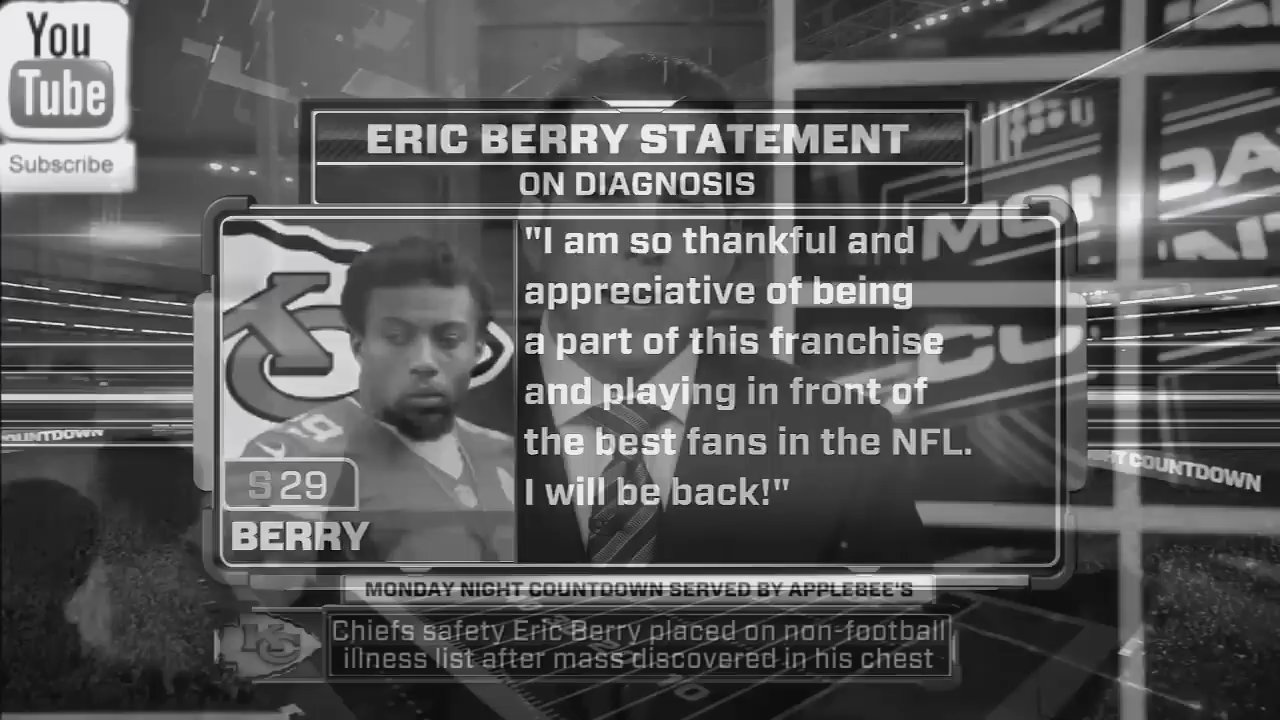 You
Tube
Subscribe
ERIC BERRY STATEMENT
ON DIAGNOSIS
"I am so thankful and
appreciative of being
a part of this franchise
and playing in front of
the best fans in the NFL.
I will be back!"
KC
S 29
BERRY
COUNTDOWN
MONDAY NIGHT COUNTDOWN SERVED BY APPLEBEE'S
KC
Chiefs safety Eric Berry placed on non-football
illness list after mass discovered in his chest
10